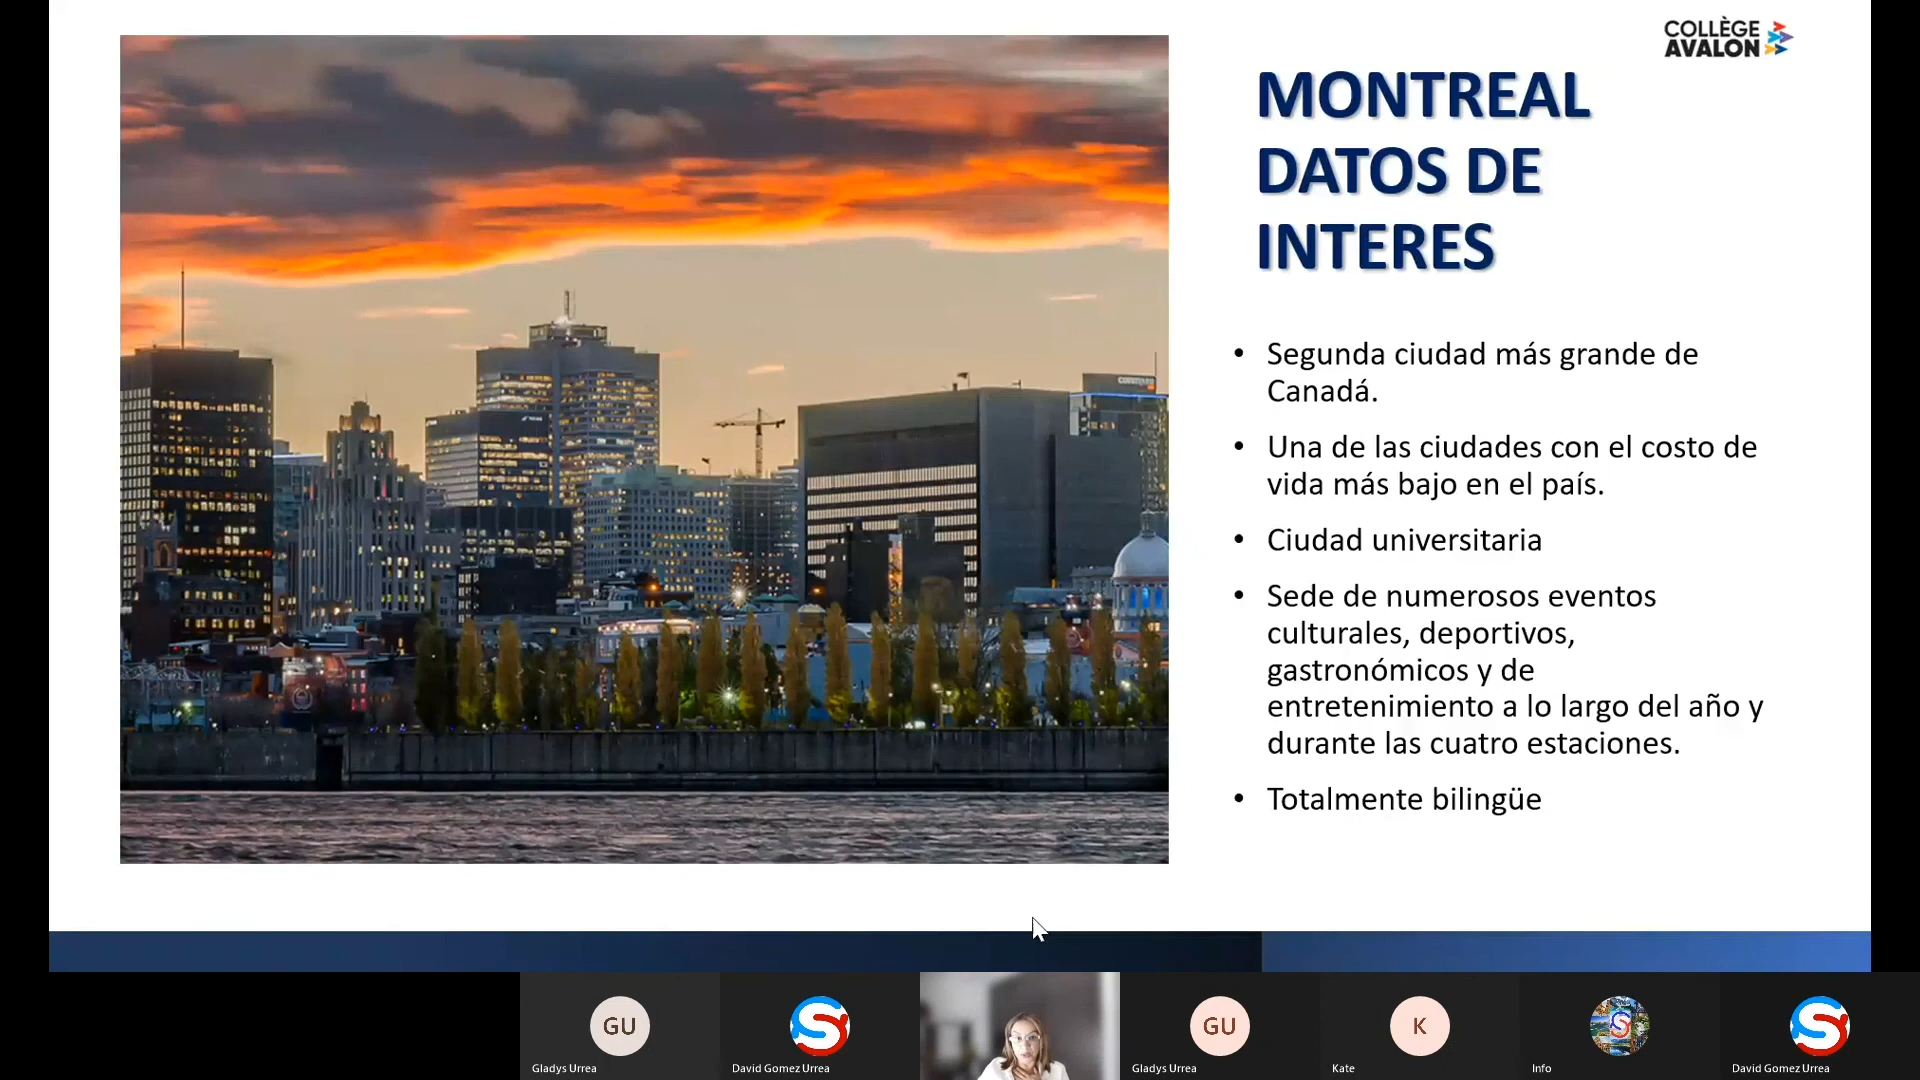 COLLÈGE
AVALON
MONTREAL
DATOS DE
INTERES
• Segunda ciudad más grande de
Canadá.
• Una de las ciudades con el costo de
vida más bajo en el país.
• Ciudad universitaria
• Sede de numerosos eventos
culturales, deportivos,
gastronómicos y de
entretenimiento a lo largo del año y
durante las cuatro estaciones.
• Totalmente bilingüe
GU
Gladys Urrea
David Gomez Urrea
GU
Gladys Urrea
K
Kate
Info
David Gomez Urrea